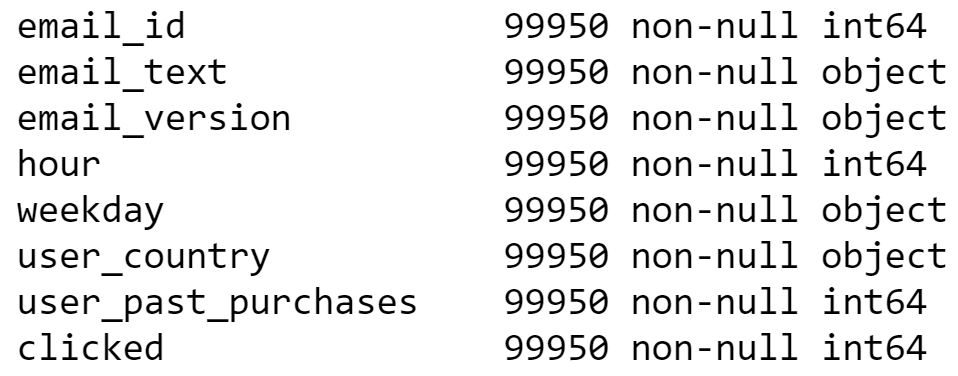 email_id 99950 non-null int64
email_text 99950 non-null object
email_version 99950 non-null object
hour 99950 non-null int64
weekday 99950 non-null object
user_country 99950 non-null object
user_past_purchases 99950 non-null int64
clicked 99950 non-null int64